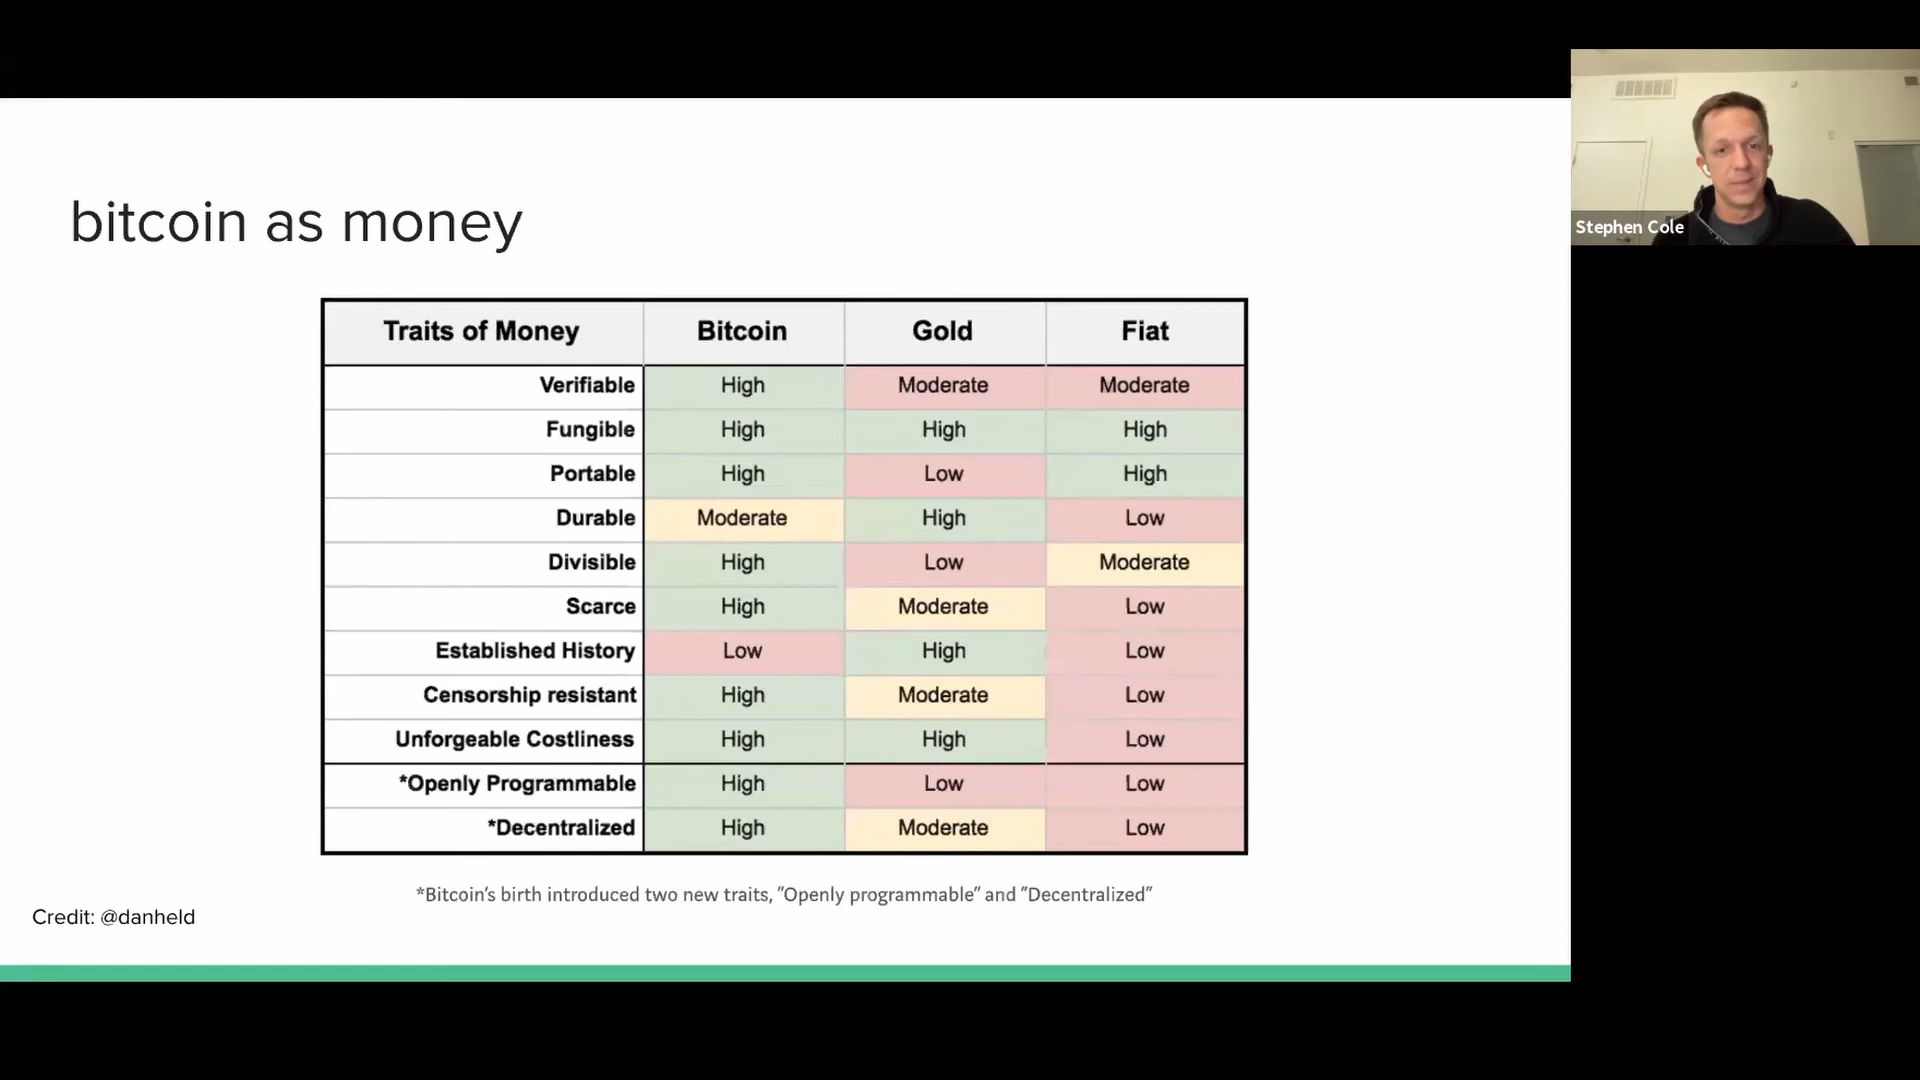 bitcoin as money
Traits of Money Bitcoin Gold Fiat
Verifiable High Moderate Moderate
Fungible High High High
Portable High Low High
Durable Moderate High Low
Divisible High Low Moderate
Scarce High Moderate Low
Established History Low High Low
Censorship resistant High Moderate Low
Unforgeable Costliness High High Low
*Openly Programmable High Low Low
*Decentralized High Moderate Low
*Bitcoin's birth introduced two new traits, "Openly programmable" and "Decentralized"
Credit: @danheld
Stephen Cole